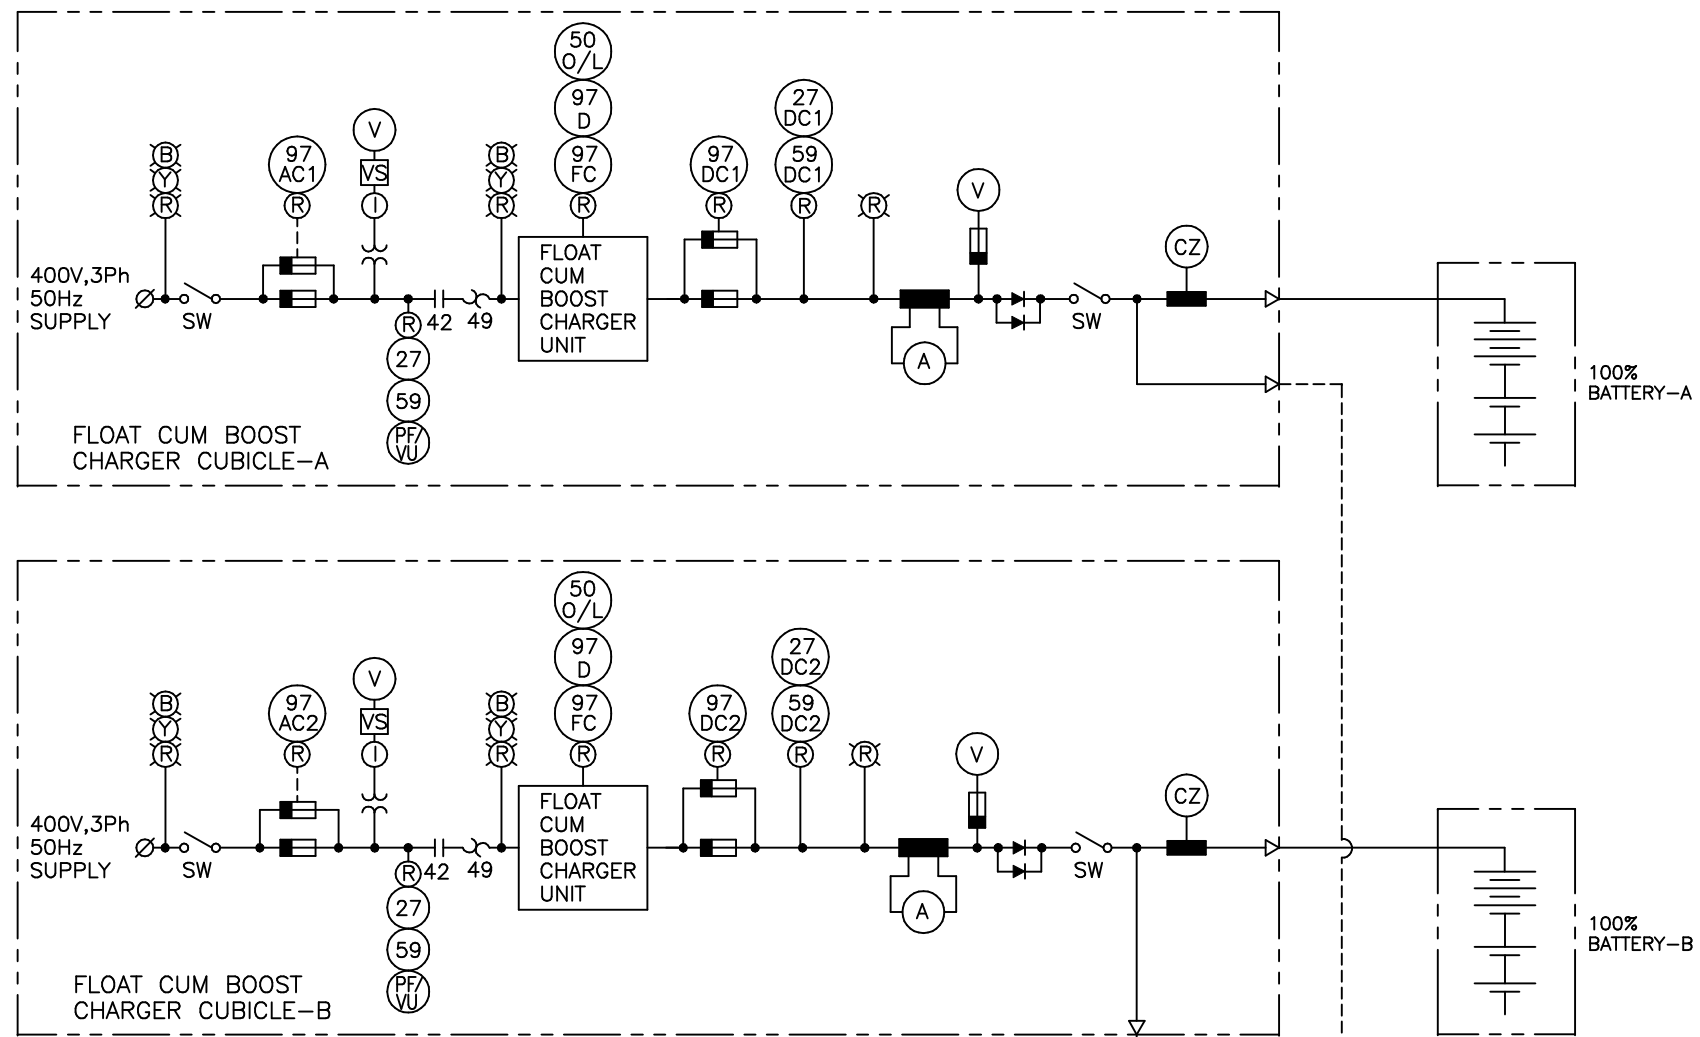 50
O/L
97
D
97
FC
R
27
DC1
59
DC1
R
97
AC1
R
V
VS
I
B
Y
R
B
Y
R
97
DC1
R
R
V
CZ
400V,3Ph
50Hz
SUPPLY
SW
R
27
59
PF/
VU
42
49
FLOAT
CUM
BOOST
CHARGER
UNIT
A
SW
100%
BATTERY-A
FLOAT CUM BOOST
CHARGER CUBICLE-A
50
O/L
97
D
97
FC
R
27
DC2
59
DC2
R
97
AC2
R
V
VS
I
B
Y
R
B
Y
R
97
DC2
R
R
V
CZ
400V,3Ph
50Hz
SUPPLY
SW
R
27
59
PF/
VU
42
49
FLOAT
CUM
BOOST
CHARGER
UNIT
A
SW
100%
BATTERY-B
FLOAT CUM BOOST
CHARGER CUBICLE-B